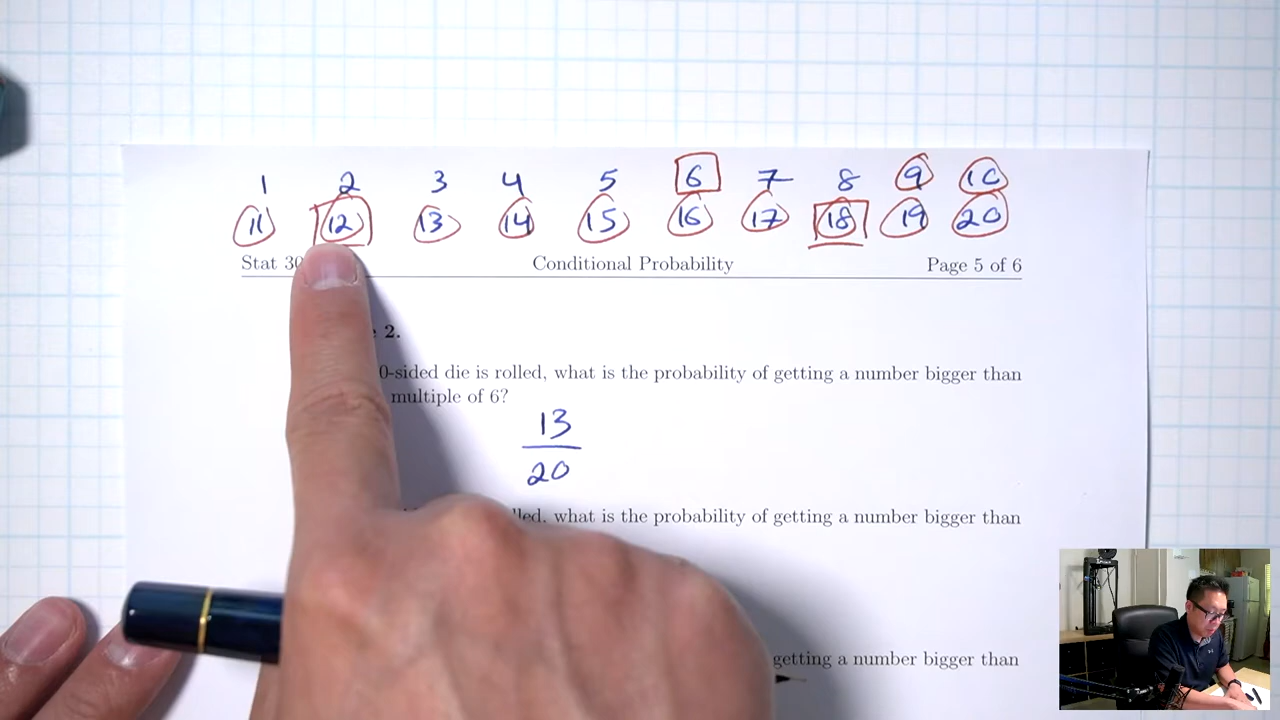 1 2 3 4 5 6 7 8 9 10
11 12 13 14 15 16 17 18 19 20
Stat 30 Conditional Probability Page 5 of 6
2.
0-sided die is rolled, what is the probability of getting a number bigger than
multiple of 6?
13
20
what is the probability of getting a number bigger than
getting a number bigger than